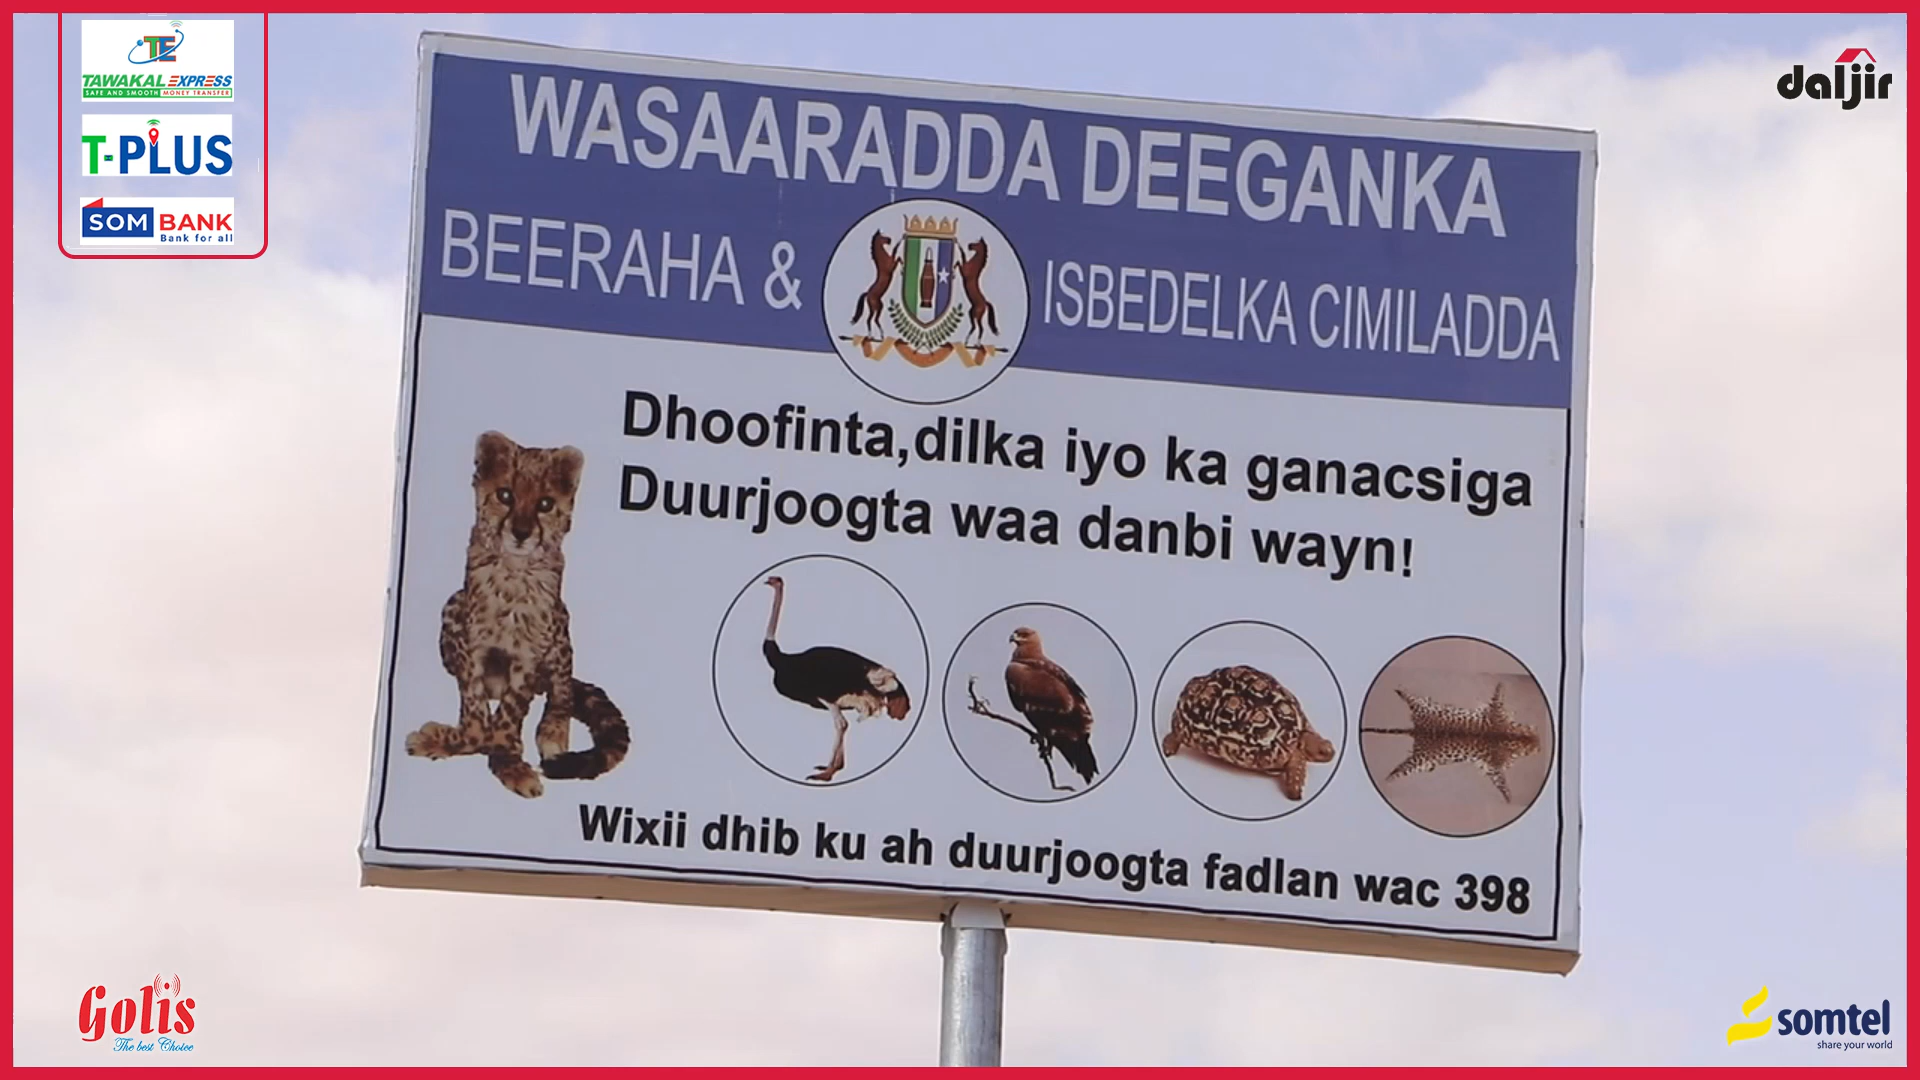 TE
TAWAKAL EXPRESS
SAFE AND SMOOTH MONEY TRANSFER
T-PLUS
SOM BANK
Bank for all
daljir
WASAARADDA DEEGANKA
BEERAHA & ISBEDELKA CIMILADDA
Dhoofinta,dilka iyo ka ganacsiga
Duurjoogta waa danbi wayn!
Wixii dhib ku ah duurjoogta fadlan wac 398
Golis
The best Choice
somtel
share your world